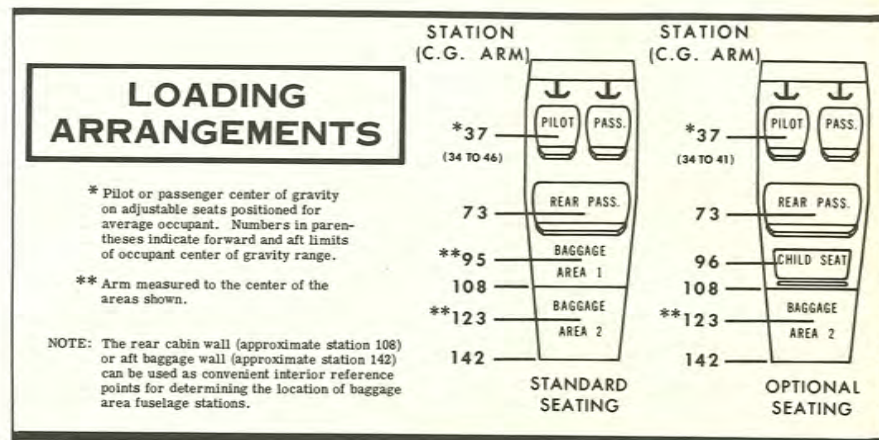 LOADING
ARRANGEMENTS
* Pilot or passenger center of gravity
on adjustable seats positioned for
average occupant. Numbers in paren-
theses indicate forward and aft limits
of occupant center of gravity range.
** Arm measured to the center of the
areas shown.
NOTE: The rear cabin wall (approximate station 108)
or aft baggage wall (approximate station 142)
can be used as convenient interior reference
points for determining the location of baggage
area fuselage stations.
STATION
(C.G. ARM)
*37
(34 TO 46)
PILOT PASS.
73
REAR PASS.
**95
BAGGAGE
AREA 1
108
**123
BAGGAGE
AREA 2
142
STANDARD
SEATING
STATION
(C.G. ARM)
*37
(34 TO 41)
PILOT PASS.
73
REAR PASS.
96
CHILD SEAT
108
**123
BAGGAGE
AREA 2
142
OPTIONAL
SEATING